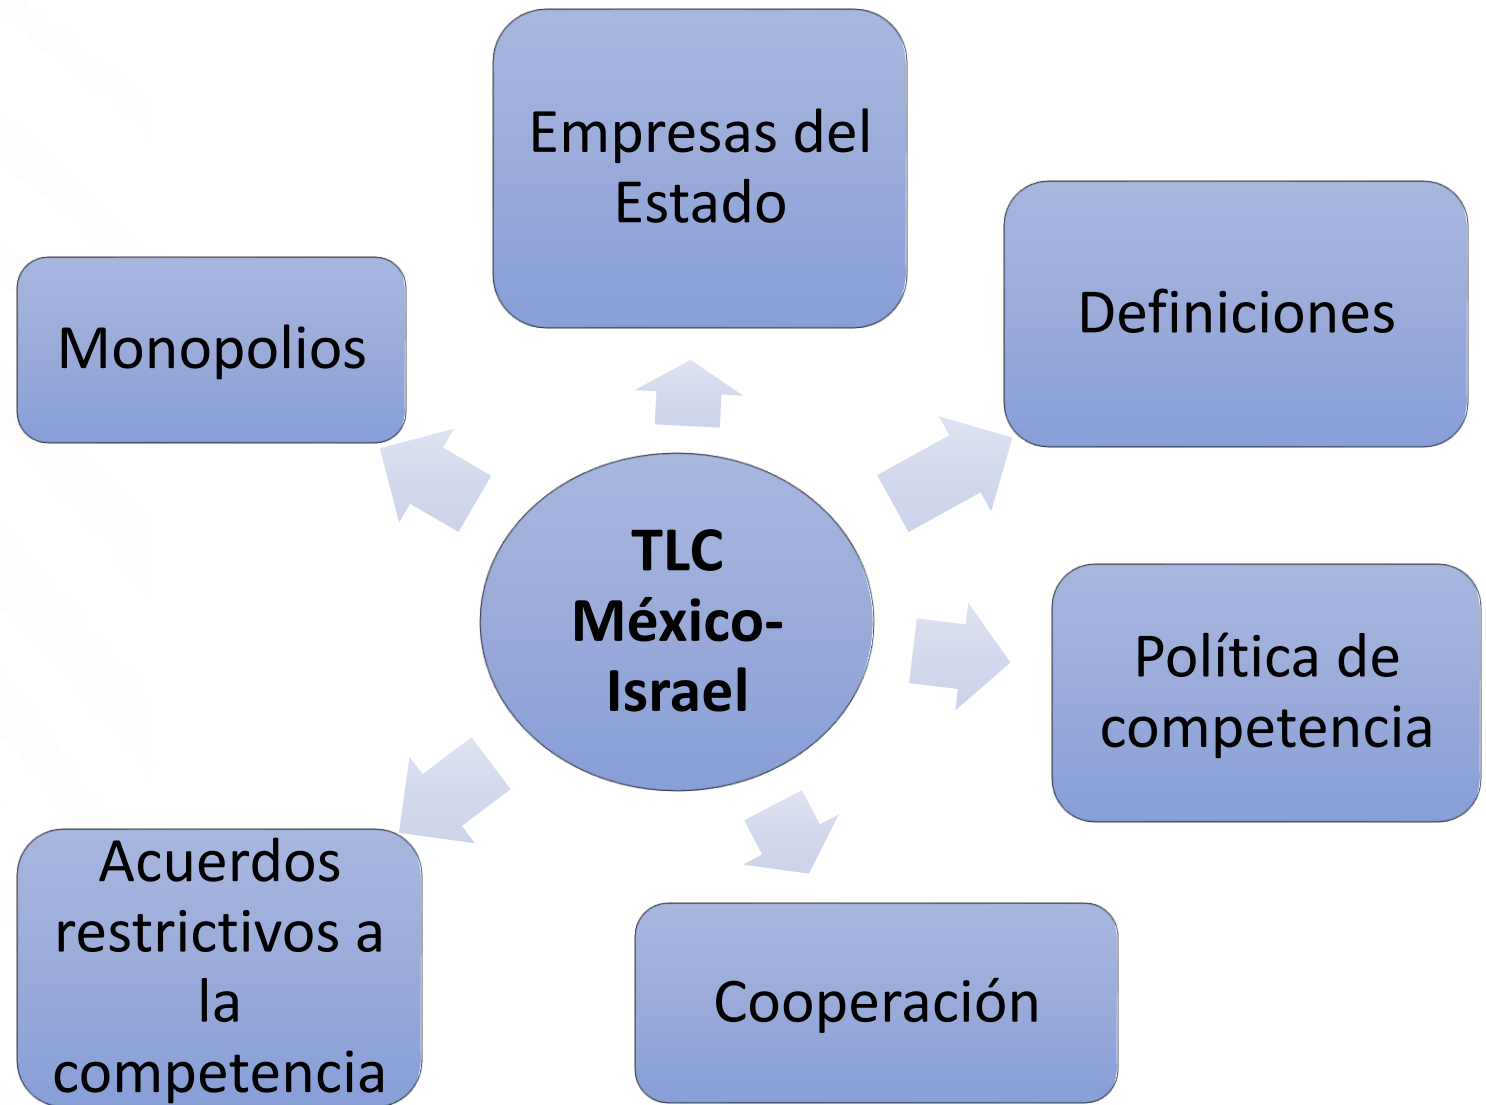 Empresas del
Estado
Definiciones
Monopolios
TLC
México-
Israel
Política de
competencia
Acuerdos
restrictivos a
la
competencia
Cooperación